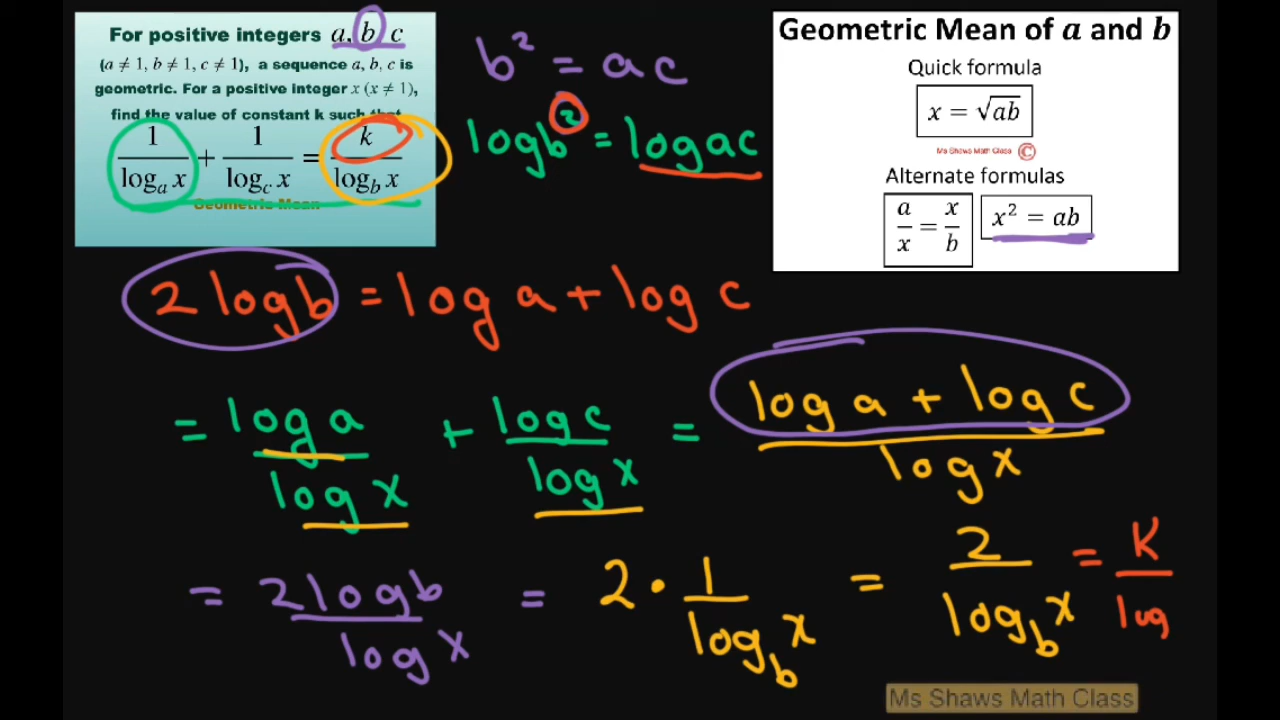 For positive integers a, b, c
(a ≠ 1, b ≠ 1, c ≠ 1), a sequence a, b, c is
geometric. For a positive integer x (x ≠ 1),
find the value of constant k such that
1/logₐ x + 1/log_c x = k/log_b x
Geometric Mean
b² = ac
log b² = log ac
Geometric Mean of a and b
Quick formula
x = √ab
Ms Shaws Math Class ©
Alternate formulas
a/x = x/b x² = ab
2 log b = log a + log c
= log a/log x + log c/log x = log a + log c/log x
= 2 log b/log x = 2 · 1/log_b x = 2/log_b x = K/log
Ms Shaws Math Class